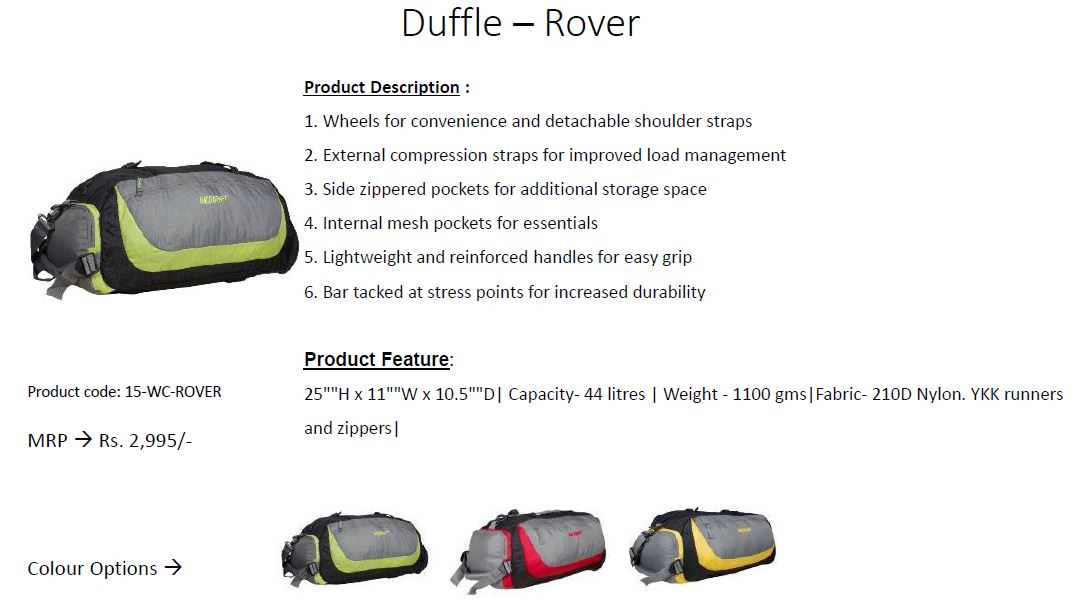 Duffle – Rover
Product Description :
1. Wheels for convenience and detachable shoulder straps
2. External compression straps for improved load management
3. Side zippered pockets for additional storage space
4. Internal mesh pockets for essentials
5. Lightweight and reinforced handles for easy grip
6. Bar tacked at stress points for increased durability
WILDCRAFT
Product Feature:
25""H x 11""W x 10.5""D| Capacity- 44 litres | Weight - 1100 gms|Fabric- 210D Nylon. YKK runners
and zippers|
Product code: 15-WC-ROVER
MRP → Rs. 2,995/-
Colour Options →